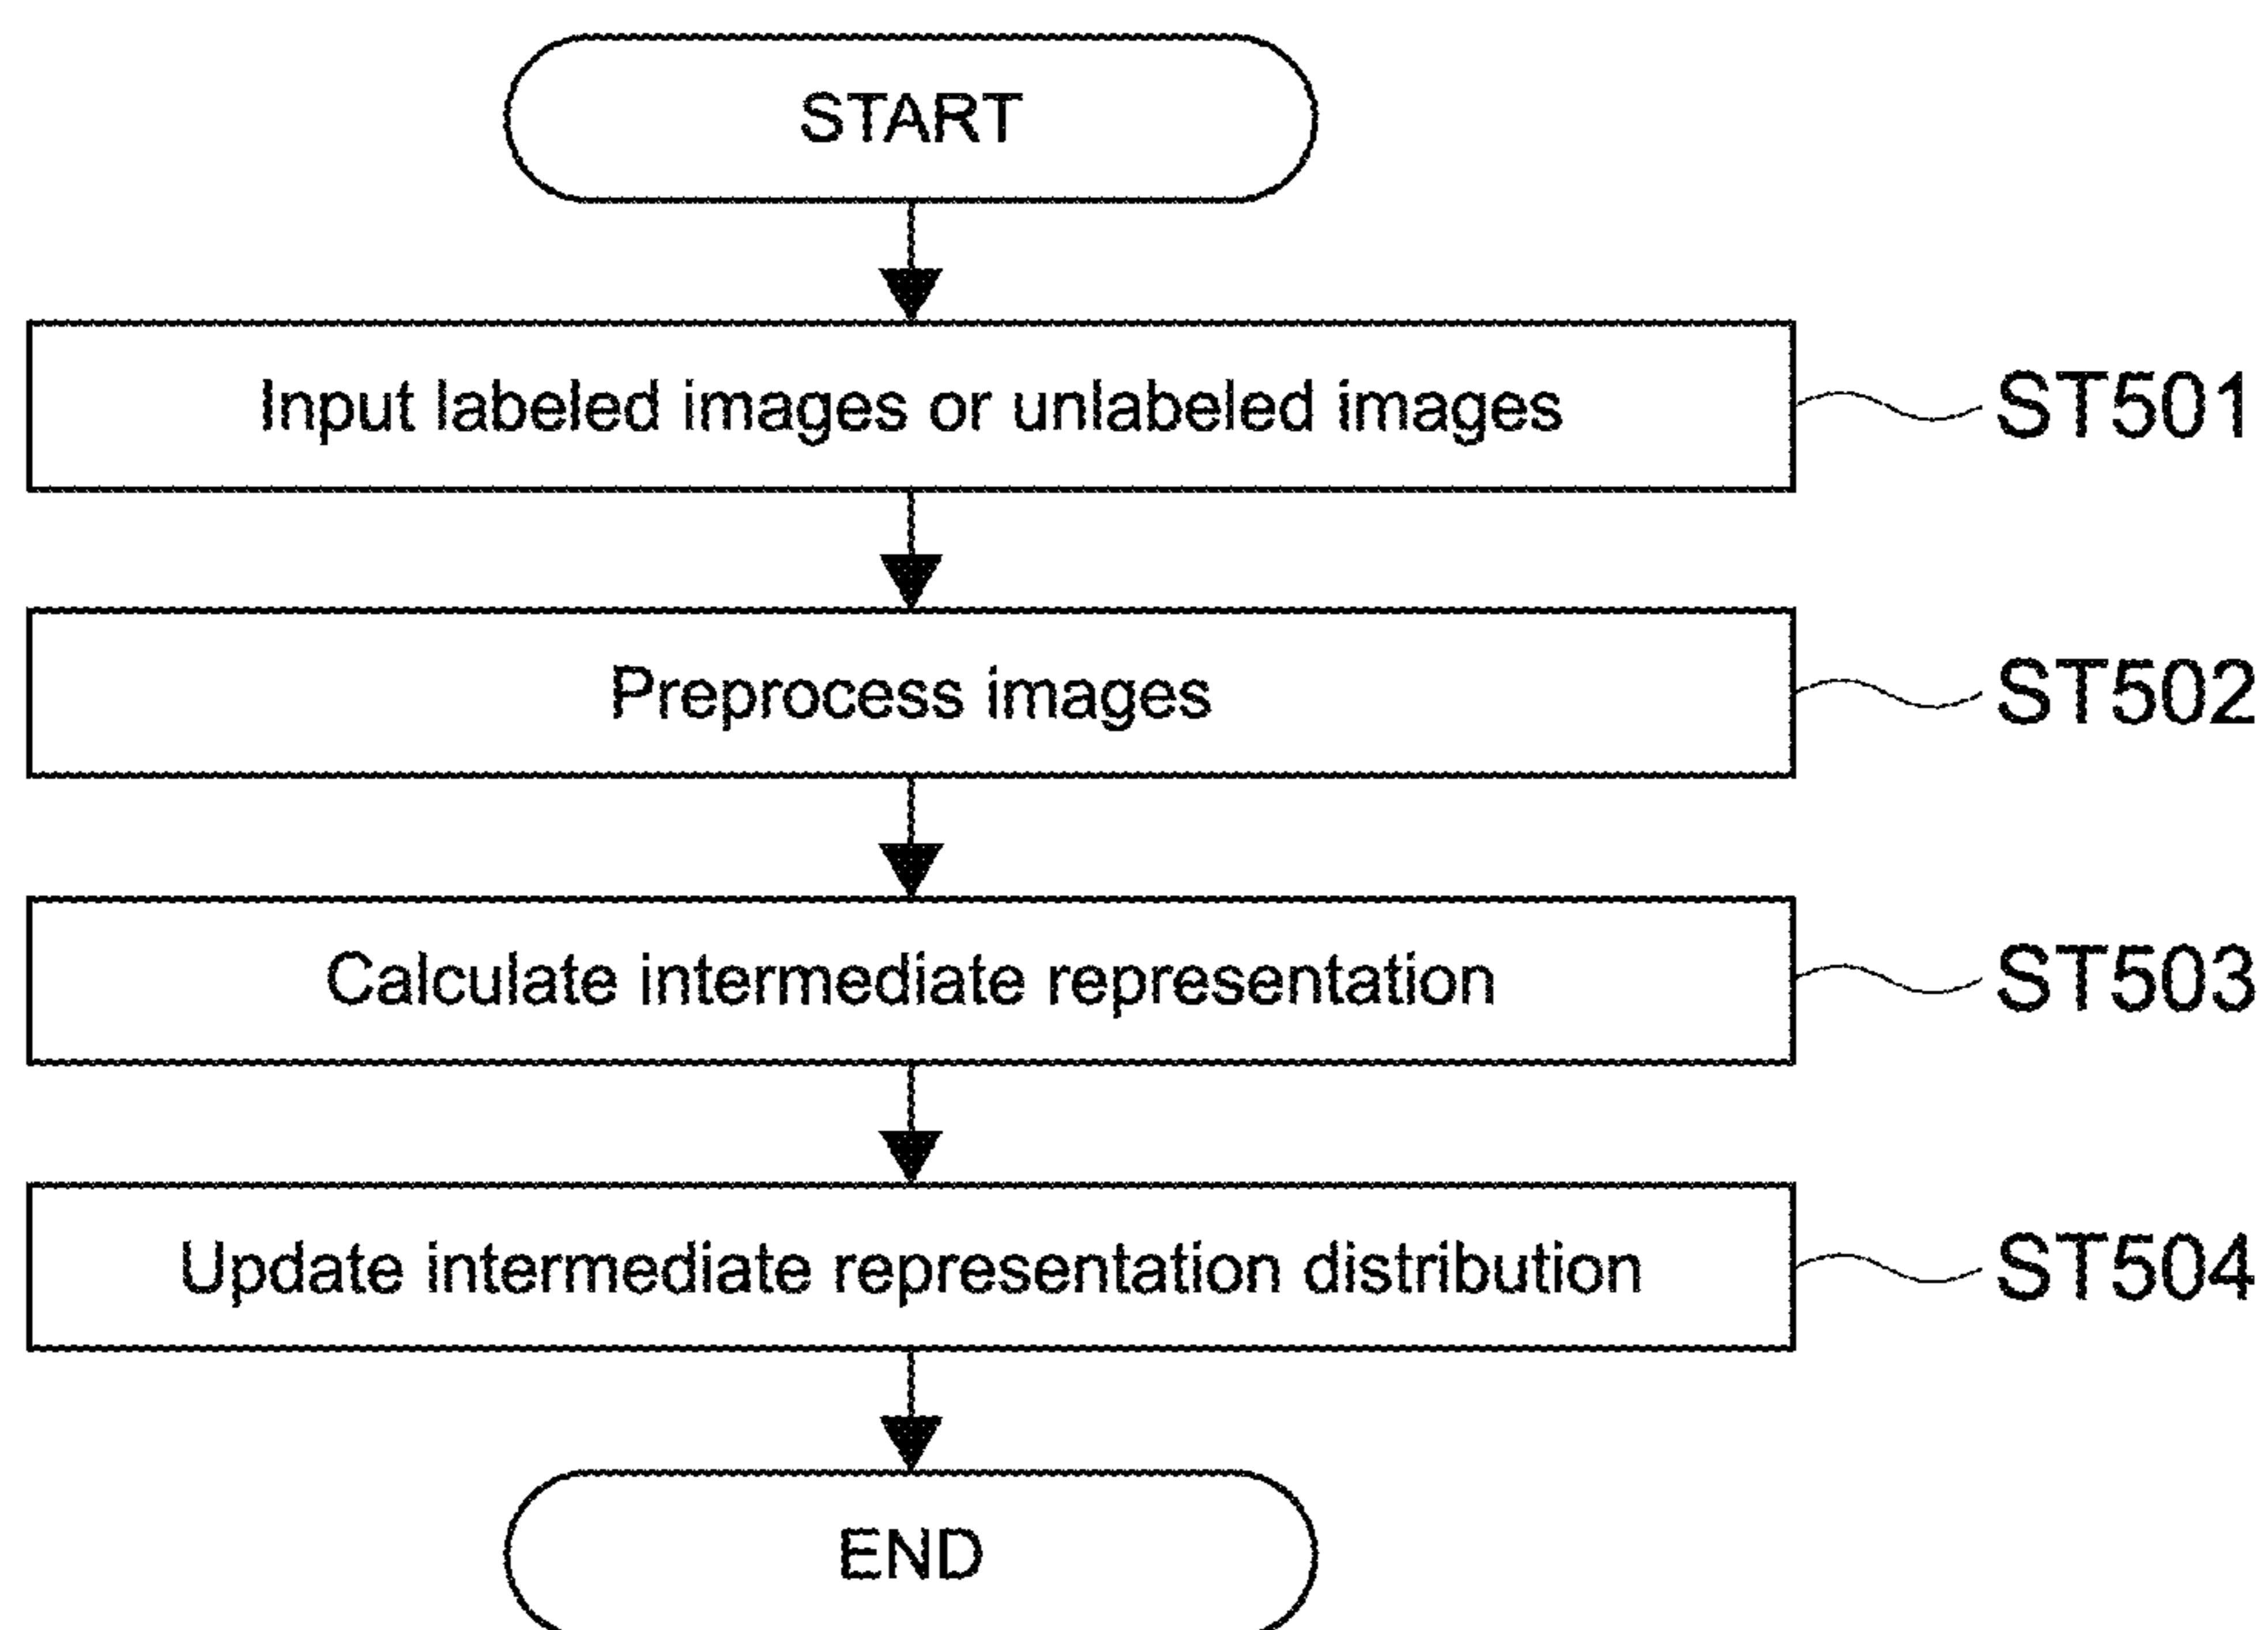 START
Input labeled images or unlabeled images
ST501
Preprocess images
ST502
Calculate intermediate representation
ST503
Update intermediate representation distribution
ST504
END